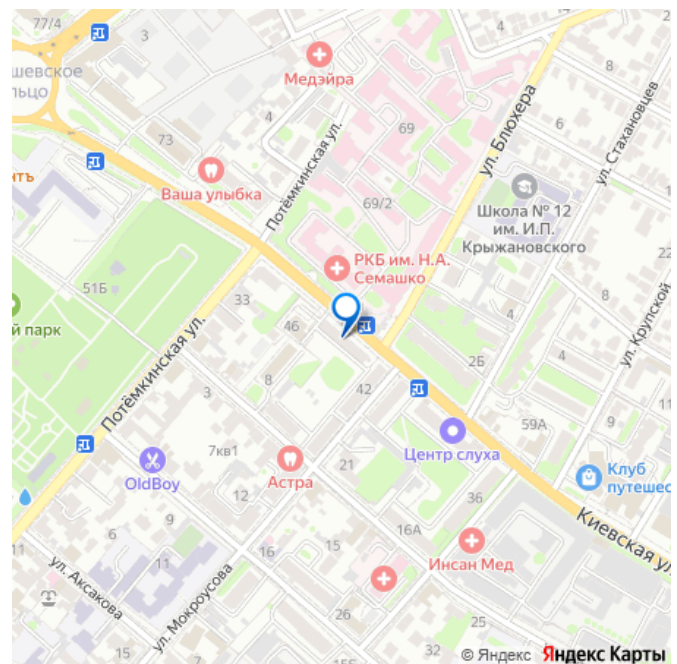 77/4
3
8
шевское
льцо
Медэйра
4
69
ул. Блюхера
6
ул. Стахановцев
73
нтъ
Ваша улыбка
Потёмкинская ул.
69/2
Школа № 12
им. И.П.
Крыжановского
РКБ им. Н.А.
Семашко
22
51Б
33
4
8
ул. Крупской
й парк
46
Потёмкинская ул.
8
2Б
4
4
3
42
11
9
59А
7кв1
Центр слуха
OldBoy
Астра
21
Клуб
путешес
12
36
Киевская ул.
9
16А
6
11
16
15
Инсан Мед
ул. Аксакова
ул. Мокроусова
26
11
32
25
© Яндекс Яндекс Карты